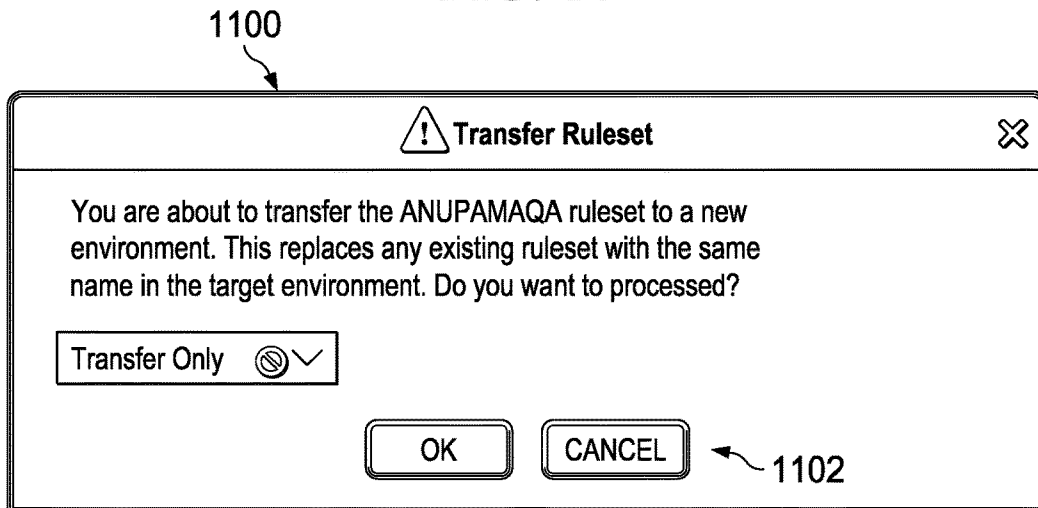 1100
Transfer Ruleset
You are about to transfer the ANUPAMAQA ruleset to a new
environment. This replaces any existing ruleset with the same
name in the target environment. Do you want to processed?
Transfer Only
OK CANCEL
1102